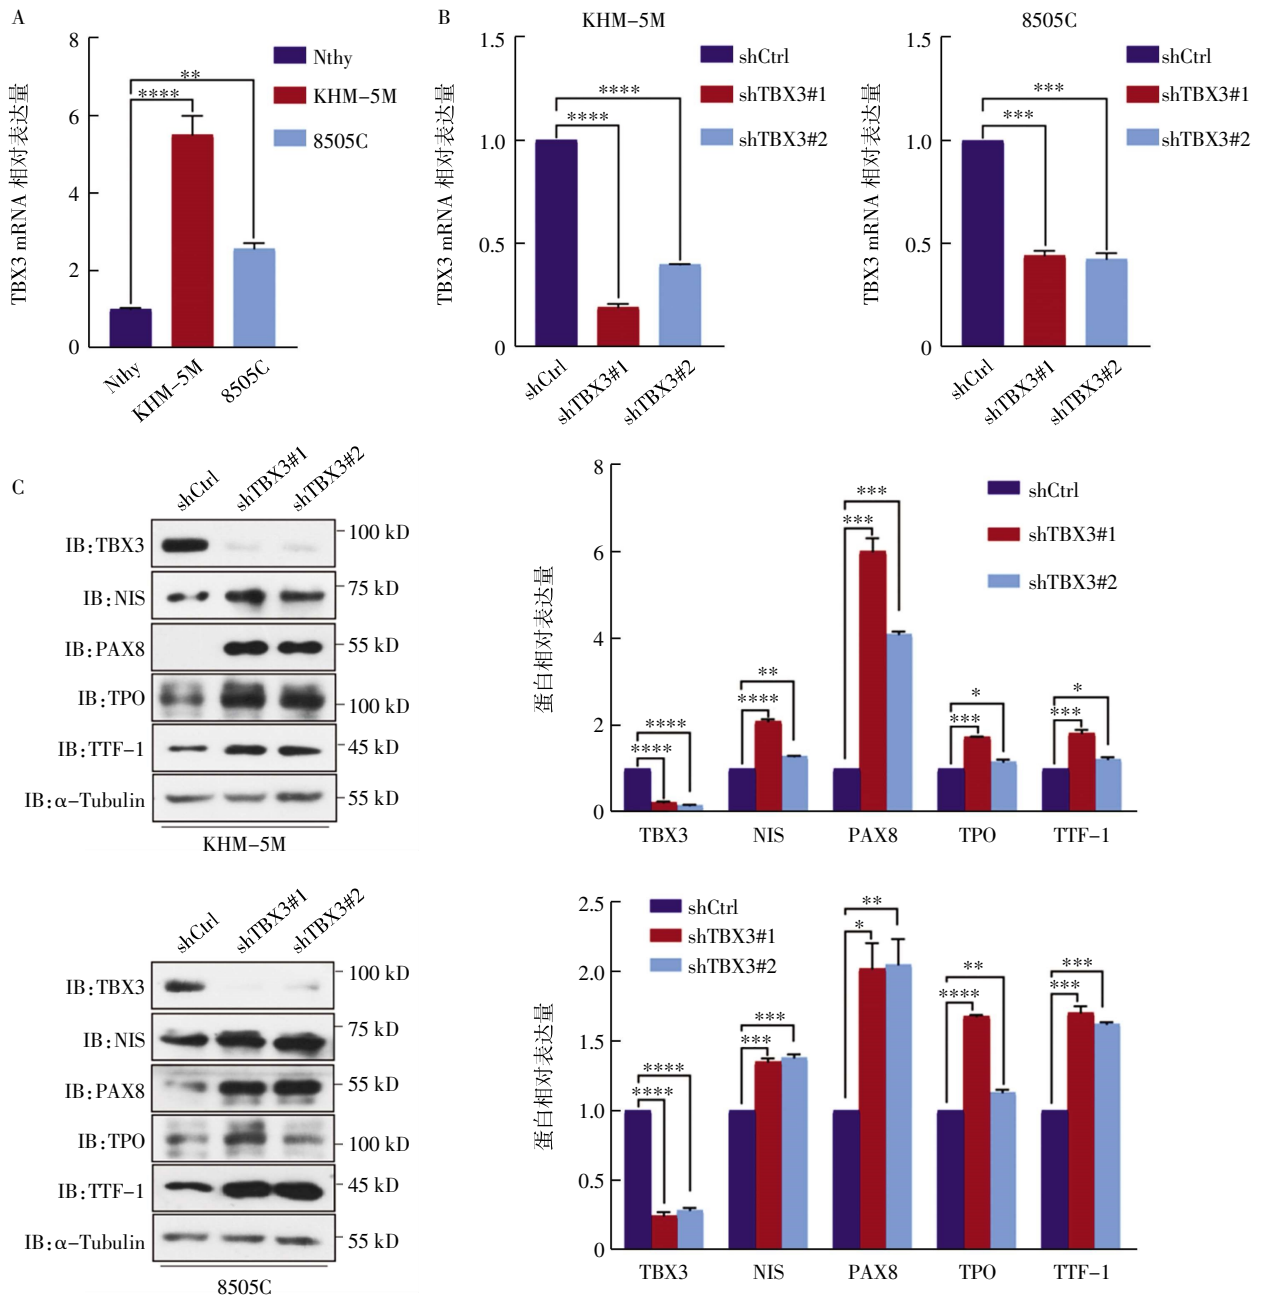 A
TBX3 mRNA 相对表达量
8
6
4
2
0
**
****
Nthy
KHM-5M
8505C
Nthy
KHM-5M
8505C
B
KHM-5M
TBX3 mRNA 相对表达量
1.5
1.0
0.5
0
****
****
shCtrl
shTBX3#1
shTBX3#2
shCtrl
shTBX3#1
shTBX3#2
8505C
TBX3 mRNA 相对表达量
1.5
1.0
0.5
0
***
***
shCtrl
shTBX3#1
shTBX3#2
shCtrl
shTBX3#1
shTBX3#2
C
shCtrl
shTBX3#1
shTBX3#2
IB:TBX3
100 kD
IB:NIS
75 kD
IB:PAX8
55 kD
IB:TPO
100 kD
IB:TTF-1
45 kD
IB:α-Tubulin
55 kD
KHM-5M
蛋白相对表达量
8
6
4
2
0
****
****
**
****
***
***
*
***
*
***
shCtrl
shTBX3#1
shTBX3#2
TBX3
NIS
PAX8
TPO
TTF-1
shCtrl
shTBX3#1
shTBX3#2
IB:TBX3
100 kD
IB:NIS
75 kD
IB:PAX8
55 kD
IB:TPO
100 kD
IB:TTF-1
45 kD
IB:α-Tubulin
55 kD
8505C
蛋白相对表达量
2.5
2.0
1.5
1.0
0.5
0
shCtrl
shTBX3#1
shTBX3#2
****
****
***
***
**
*
**
****
***
***
TBX3
NIS
PAX8
TPO
TTF-1